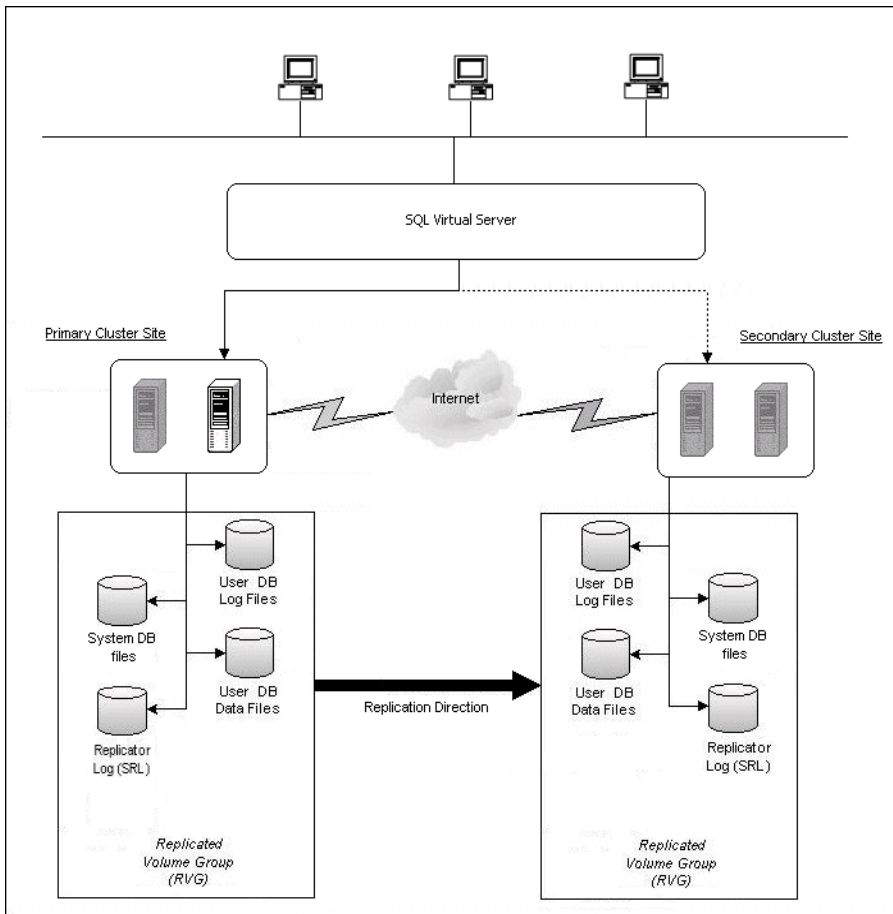 SQL Virtual Server
Primary Cluster Site
Secondary Cluster Site
Internet
User DB
Log Files
System DB
files
User DB
Data Files
Replicator
Log (SRL)
Replicated
Volume Group
(RVG)
Replication Direction
User DB
Log Files
System DB
files
User DB
Data Files
Replicator
Log (SRL)
Replicated
Volume Group
(RVG)